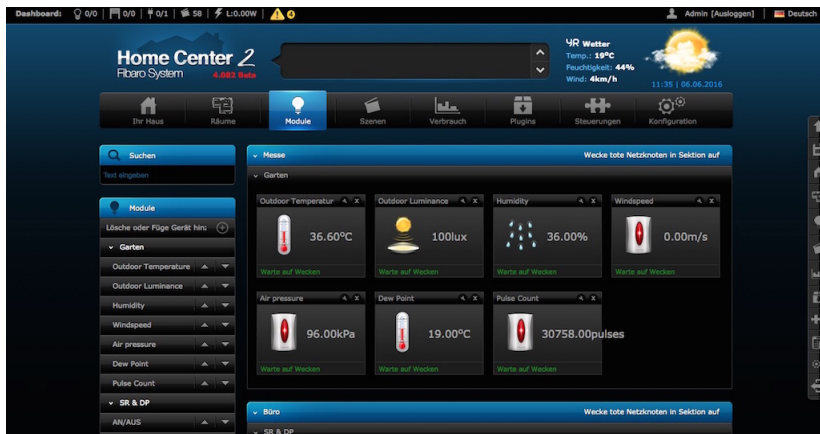 Dashboard: 0/0 0/0 0/1 58 L:0.00W 4 Admin [Ausloggen] Deutsch
Home Center 2
Fibaro System 4.082 Beta
YR Wetter
Temp.: 19°C
Feuchtigkeit: 44%
Wind: 4km/h
11:35 | 06.06.2016
Ihr Haus Räume Module Szenen Verbrauch Plugins Steuerungen Konfiguration
Suchen
Text eingeben
Module
Lösche oder Füge Gerät hin:
Garten
Outdoor Temperature
Outdoor Luminance
Humidity
Windspeed
Air pressure
Dew Point
Pulse Count
SR & DP
AN/AUS
Messe Wecke tote Netzknoten in Sektion auf
Garten
Outdoor Temperatur
36.60°C
Warte auf Wecken
Outdoor Luminance
100lux
Warte auf Wecken
Humidity
36.00%
Warte auf Wecken
Windspeed
0.00m/s
Warte auf Wecken
Air pressure
96.00kPa
Warte auf Wecken
Dew Point
19.00°C
Warte auf Wecken
Pulse Count
30758.00pulses
Warte auf Wecken
Büro Wecke tote Netzknoten in Sektion auf
SR & DP